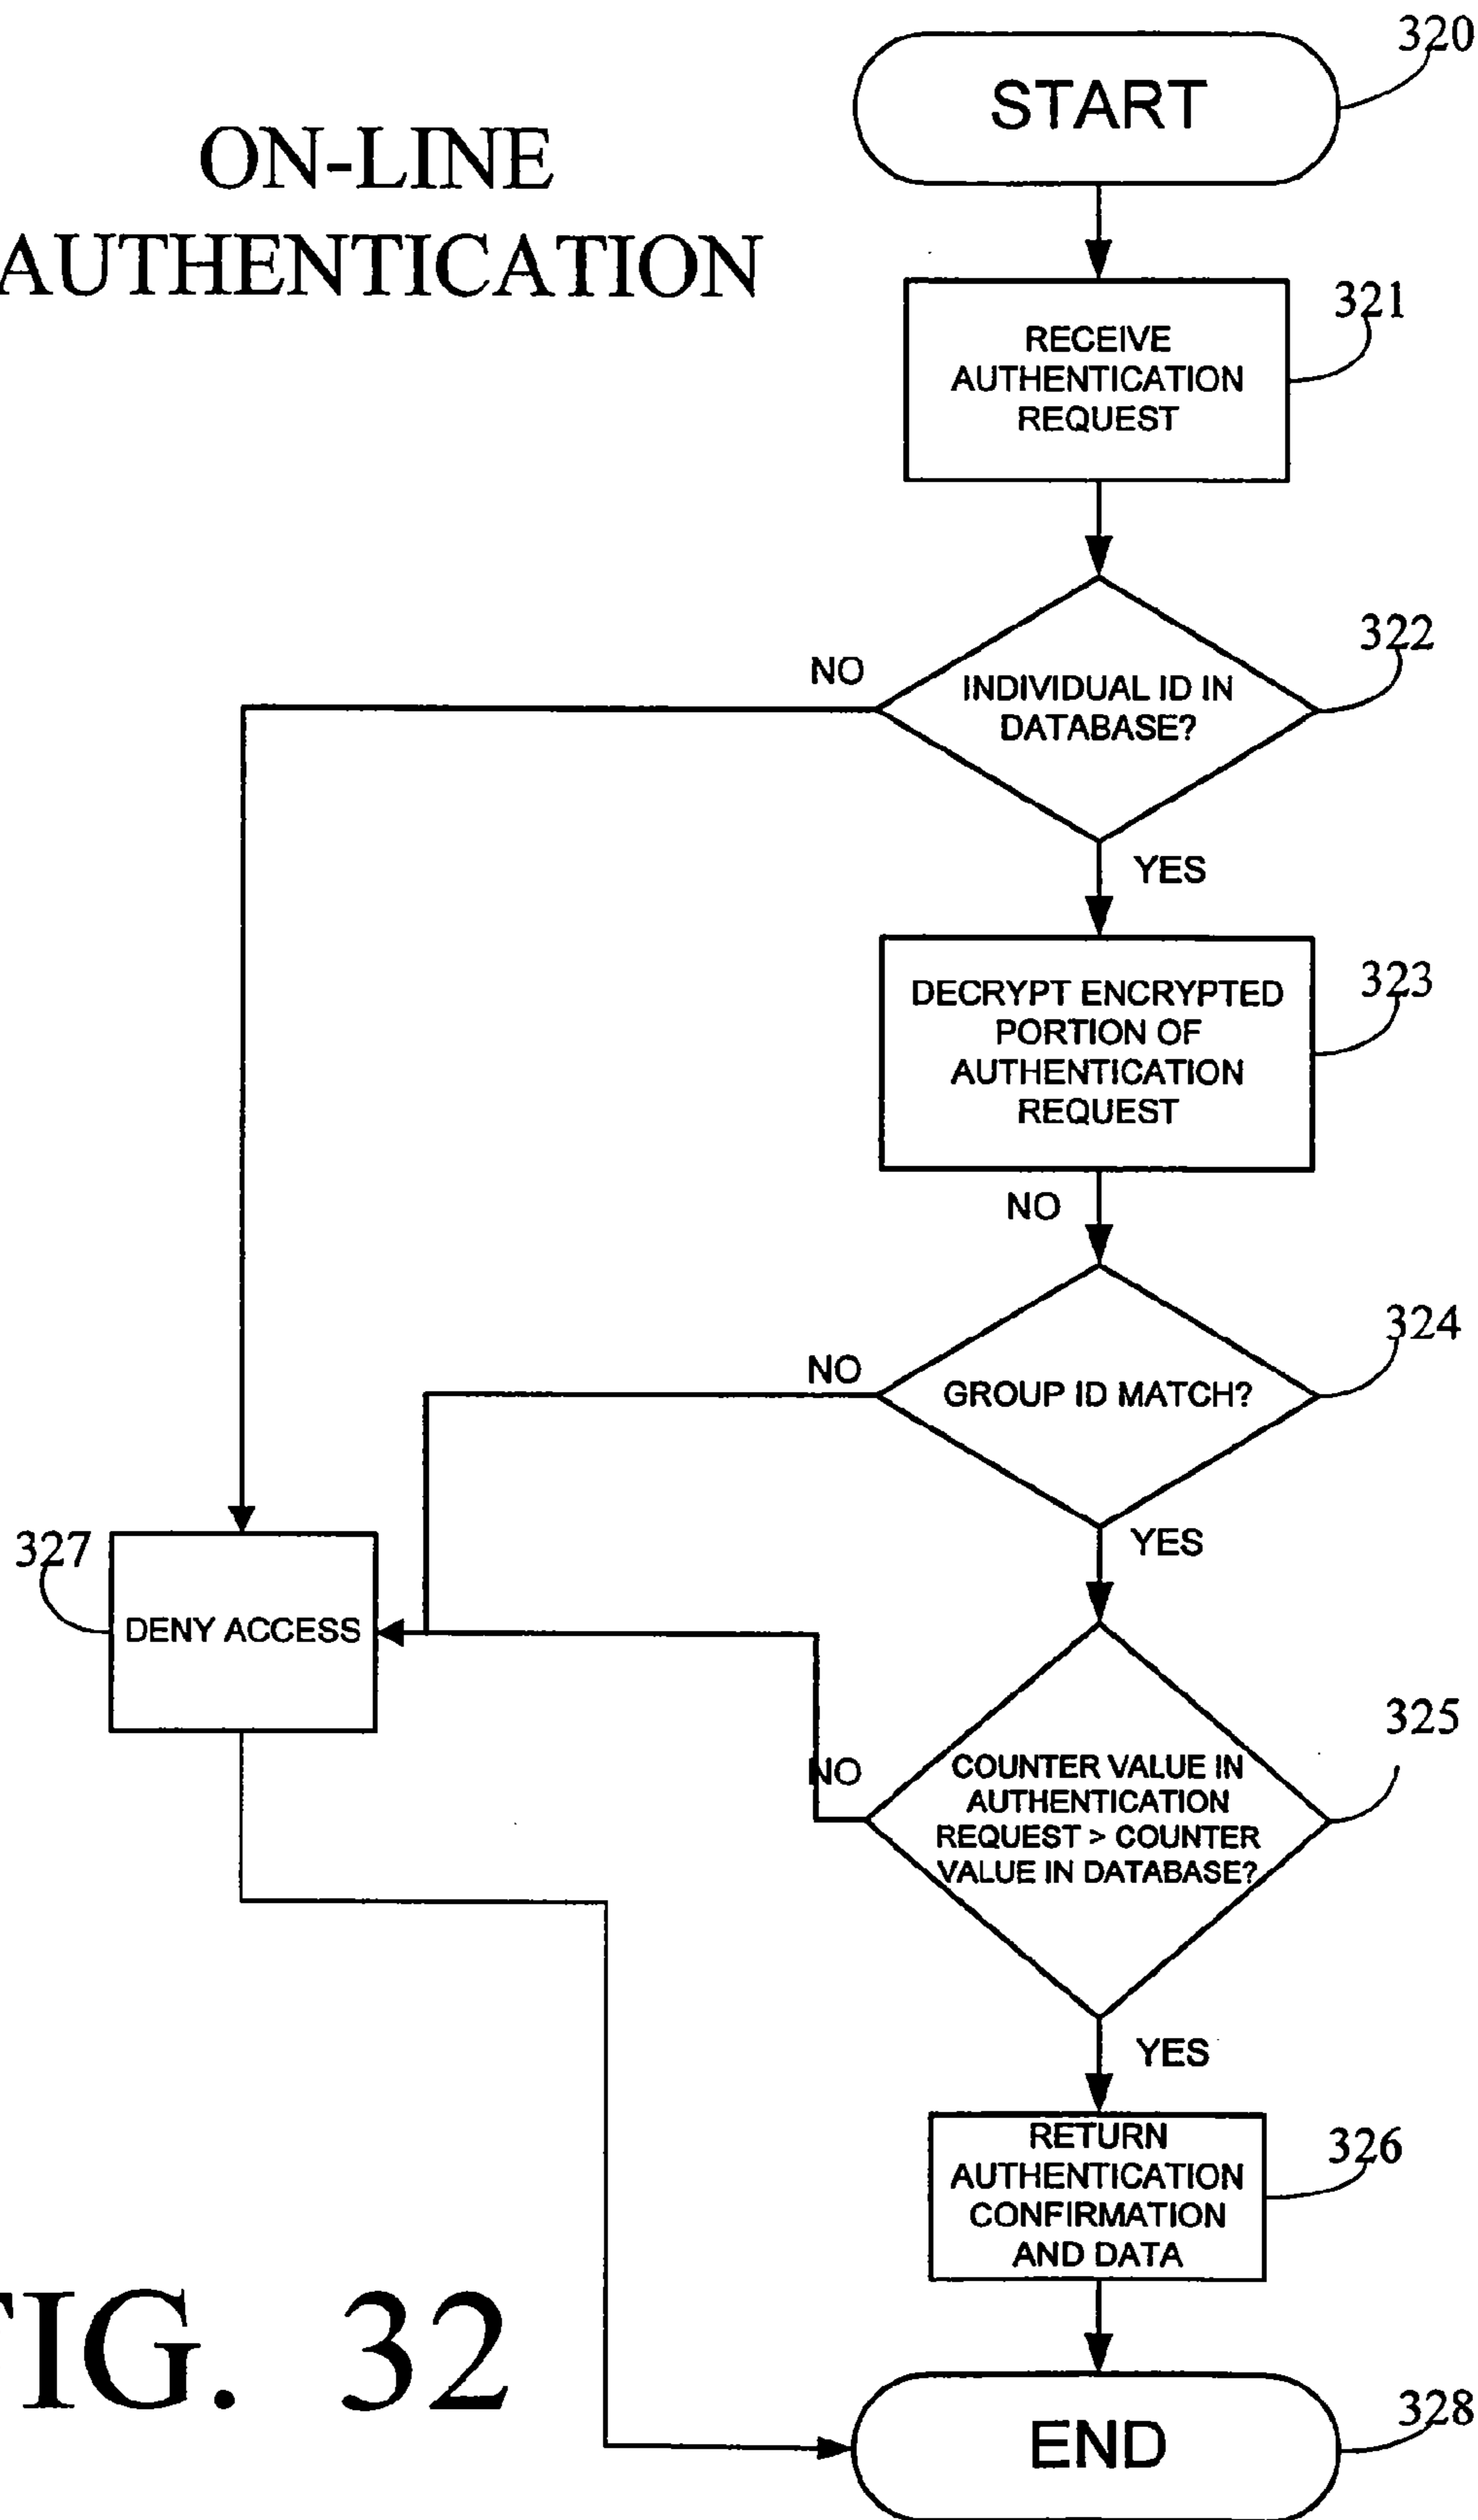 ON-LINE
AUTHENTICATION
START
320
RECEIVE
AUTHENTICATION
REQUEST
321
NO
INDIVIDUAL ID IN
DATABASE?
322
YES
DECRYPT ENCRYPTED
PORTION OF
AUTHENTICATION
REQUEST
323
NO
NO
GROUP ID MATCH?
324
YES
327
DENY ACCESS
NO
COUNTER VALUE IN
AUTHENTICATION
REQUEST > COUNTER
VALUE IN DATABASE?
325
YES
RETURN
AUTHENTICATION
CONFIRMATION
AND DATA
326
FIG. 32
END
328